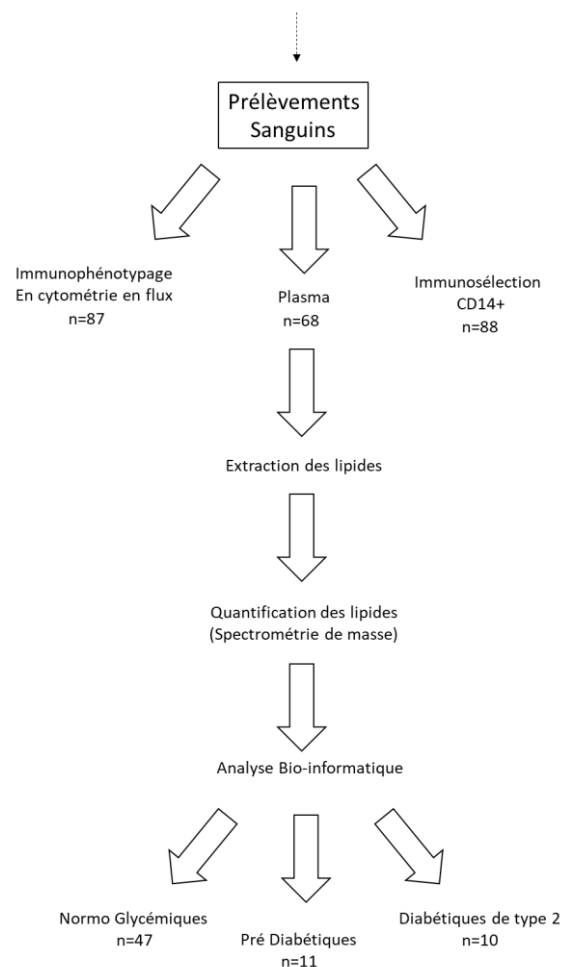 Prélèvements
Sanguins
Immunophénotypage
En cytométrie en flux
n=87
Plasma
n=68
Immunosélection
CD14+
n=88
Extraction des lipides
Quantification des lipides
(Spectrométrie de masse)
Analyse Bio-informatique
Normo Glycémiques
n=47
Pré Diabétiques
n=11
Diabétiques de type 2
n=10